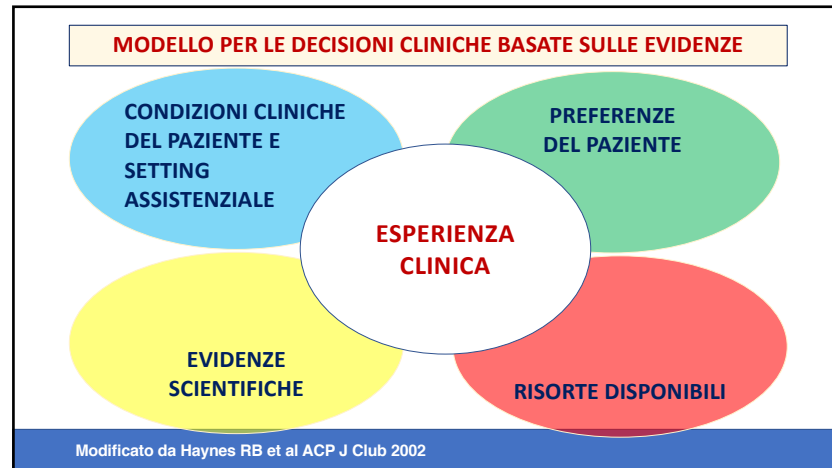 MODELLO PER LE DECISIONI CLINICHE BASATE SULLE EVIDENZE
CONDIZIONI CLINICHE
DEL PAZIENTE E
SETTING
ASSISTENZIALE
PREFERENZE
DEL PAZIENTE
ESPERIENZA
CLINICA
EVIDENZE
SCIENTIFICHE
RISORTE DISPONIBILI
Modificato da Haynes RB et al ACP J Club 2002